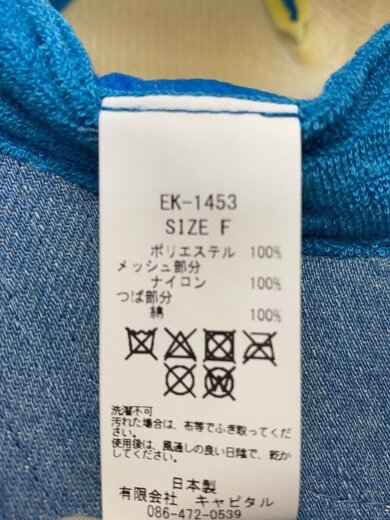 EK-1453
SIZE F
ポリエステル 100%
メッシュ部分
ナイロン 100%
つば部分
綿 100%
洗濯不可
汚れた場合は、布等でふき取ってくだ
さい。
使用後は、風通しの良い日陰で、乾か
してください。
日本製
有限会社 キャピタル
086-472-0539